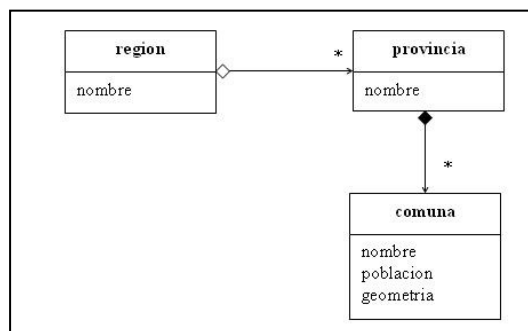 region
nombre
*
provincia
nombre
*
comuna
nombre
poblacion
geometria